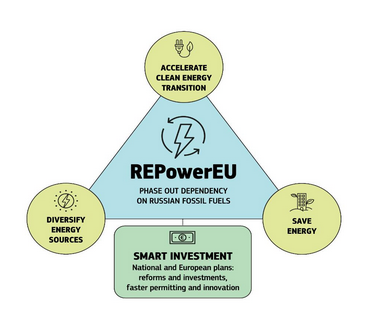 ACCELERATE
CLEAN ENERGY
TRANSITION
REPowerEU
PHASE OUT DEPENDENCY
ON RUSSIAN FOSSIL FUELS
DIVERSIFY
ENERGY
SOURCES
SAVE
ENERGY
SMART INVESTMENT
National and European plans:
reforms and investments,
faster permitting and innovation